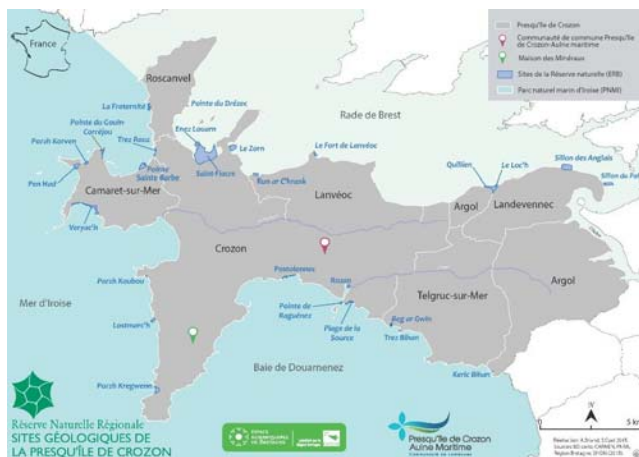 France
Presqu'île de Crozon
Communauté de commune Presqu'île
de Crozon-Aulne maritime
Maison des Minéraux
Sites de la Réserve naturelle (ERB)
Parc naturel marin d'Iroise (PNMI)
Roscanvel
La Fraternité
Pointe du Drézec
Rade de Brest
Pointe du Gouin
Correjou
Trez Rouz
Enez Louarn
Le Zorn
Le Fort de Lanvéoc
Porzh Korven
Pen Had
Pointe
Sainte Barbe
Saint Fiacre
Run ar C'hrank
Quillien
Le Loc'h
Sillon des Anglais
Sillon du Pal
Camaret-sur-Mer
Lanvéoc
Argol
Landevennec
Veryac'h
Crozon
Postolonnec
Rozan
Argol
Porzh Koubou
Telgruc-sur-Mer
Mer d'Iroise
Pointe de
Raguénez
Beg ar Gwin
Lostmarc'h
Plage de la
Source
Trez Bihan
Baie de Douarnenez
Keric Bihan
Porzh Kregwenn
Réserve Naturelle Régionale
SITES GÉOLOGIQUES DE
LA PRESQU'ÎLE DE CROZON
Presqu'île de Crozon
Aulne Maritime
N
5 km